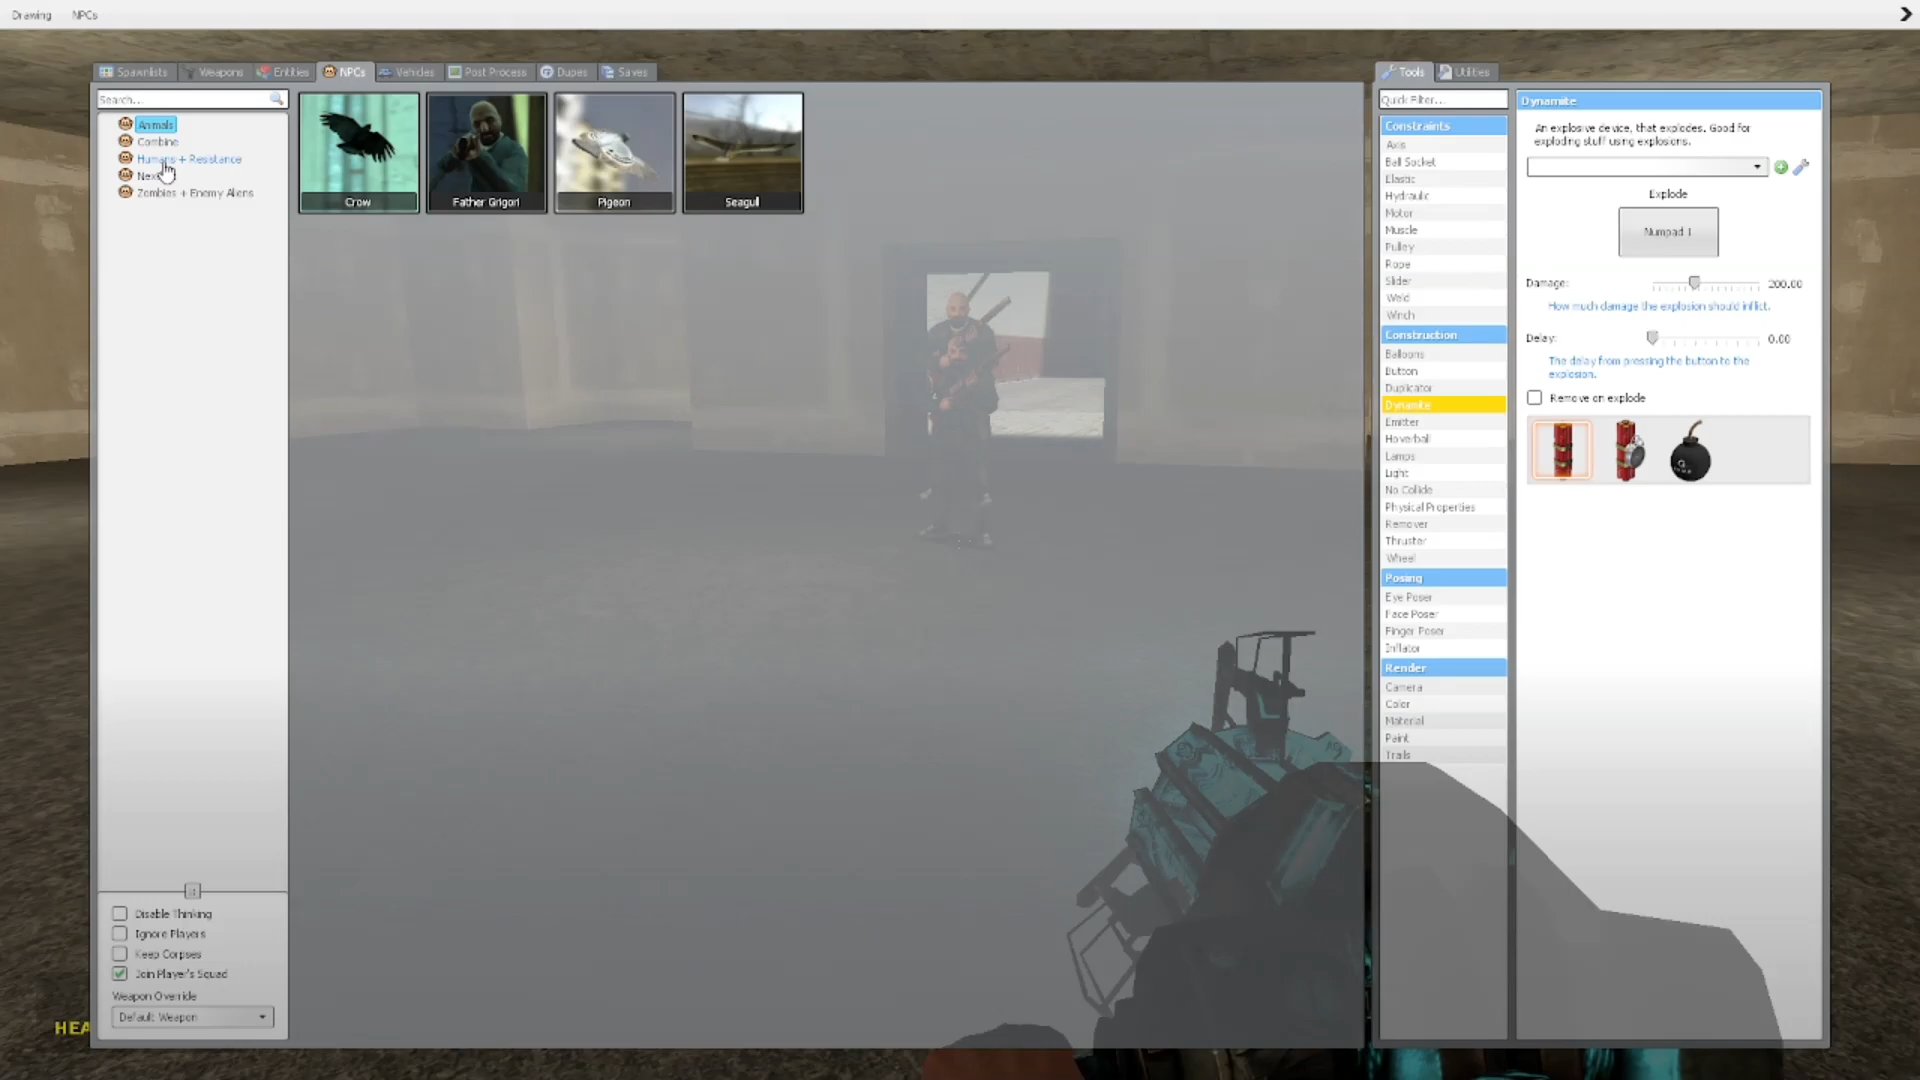 Drawing NPCs
Spawnlists Weapons Entities NPCs Vehicles Post Process Dupes Saves
Search...
Animals
Combine
Humans + Resistance
Zombies + Enemy Aliens
Crow Father Grigori Pigeon Seagull
Disable Thinking
Ignore Players
Keep Corpses
Join Player's Squad
Weapon Override
Default Weapon
HEA
Tools Utilities
Quick Filter...
Constraints
Axis
Ball Socket
Elastic
Hydraulic
Motor
Muscle
Pulley
Rope
Slider
Weld
Winch
Construction
Balloons
Button
Duplicator
Dynamite
Emitter
Hoverball
Lamps
Light
No Collide
Physical Properties
Remover
Thruster
Wheel
Posing
Eye Poser
Face Poser
Finger Poser
Inflator
Render
Camera
Color
Material
Paint
Trails
Dynamite
An explosive device, that explodes. Good for
exploding stuff using explosions.
Explode
Numpad 1
Damage: 200.00
How much damage the explosion should inflict.
Delay: 0.00
The delay from pressing the button to the
explosion.
Remove on explode